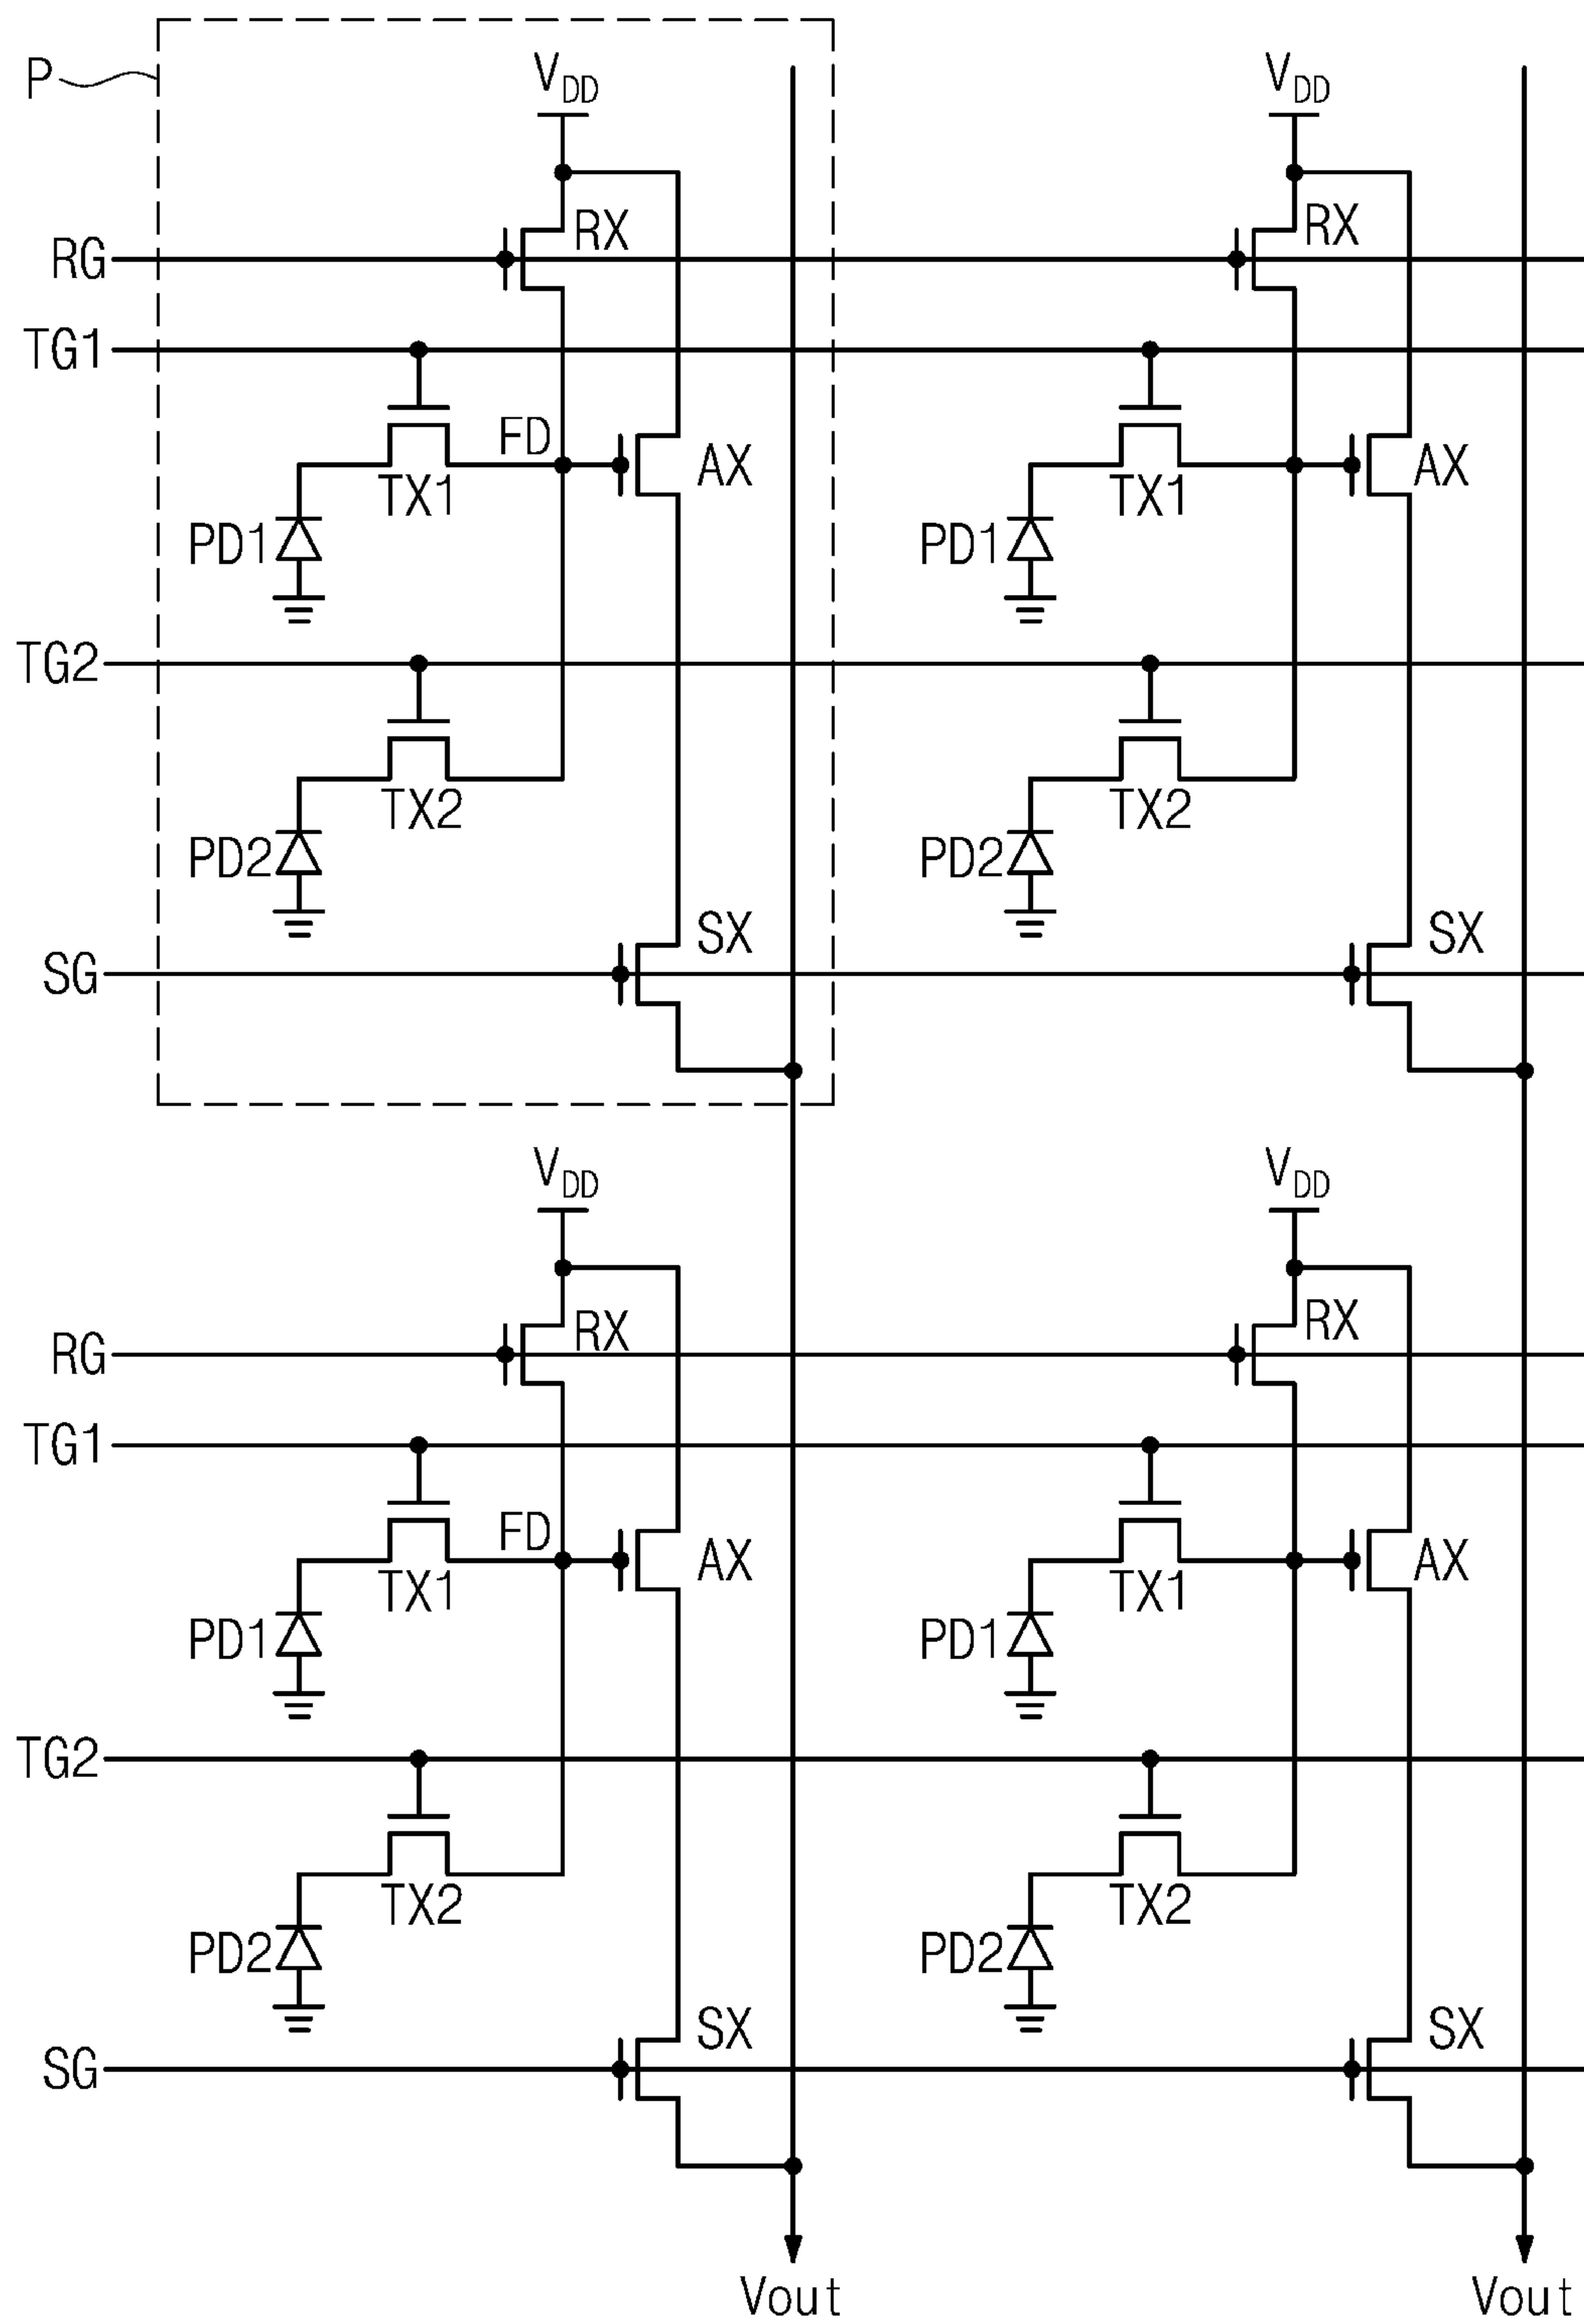 P
VDD VDD
RX RX
RG
TG1
FD
AX AX
TX1 TX1
PD1 PD1
TG2
TX2 TX2
PD2 PD2
SX SX
SG
VDD VDD
RX RX
RG
TG1
FD
AX AX
TX1 TX1
PD1 PD1
TG2
TX2 TX2
PD2 PD2
SX SX
SG
Vout Vout